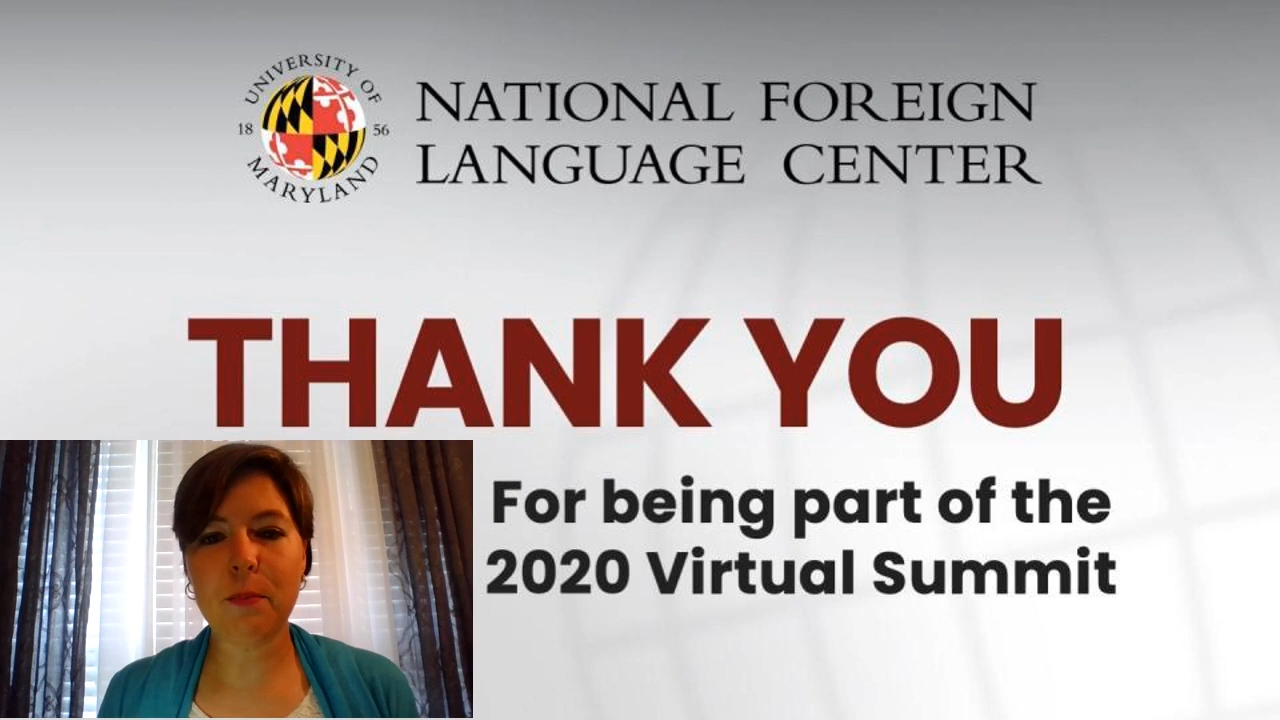 UNIVERSITY OF
18 56
MARYLAND
NATIONAL FOREIGN
LANGUAGE CENTER
THANK YOU
For being part of the
2020 Virtual Summit